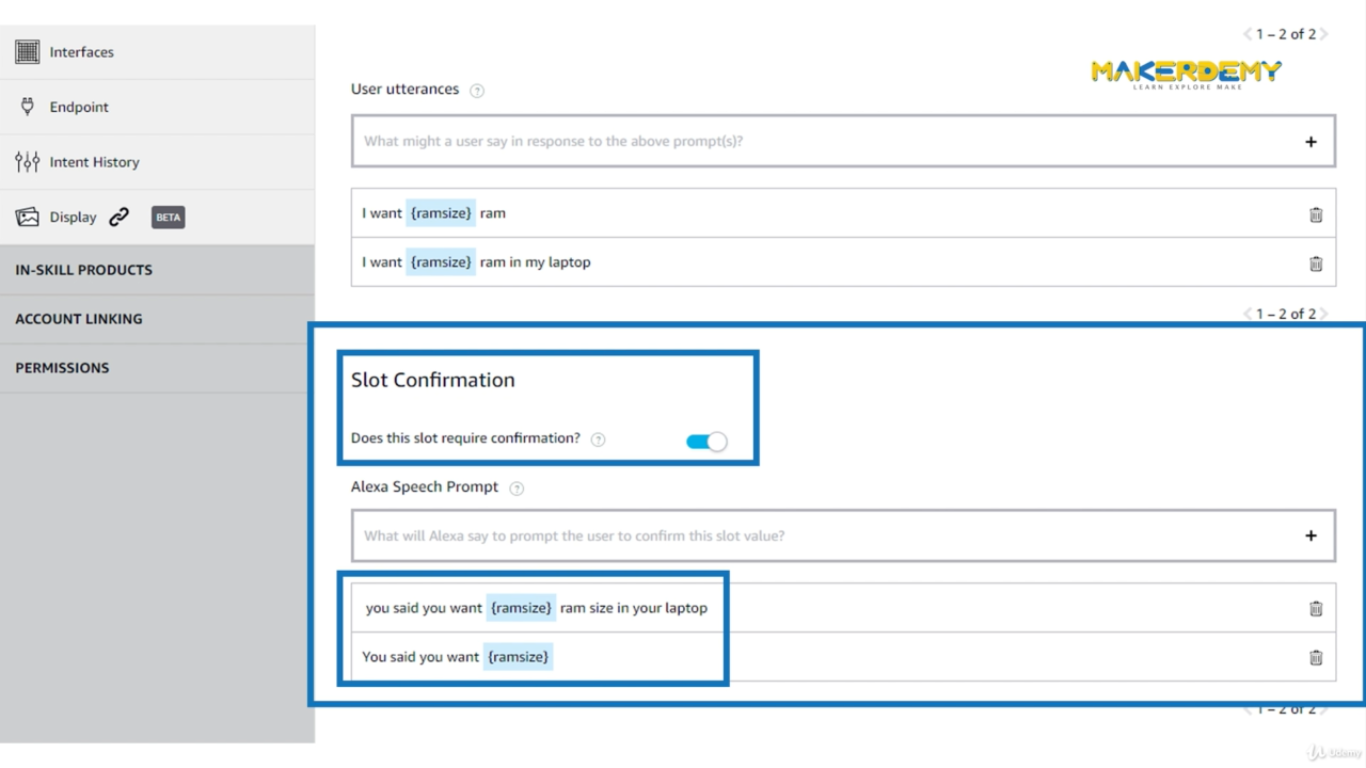 Interfaces
Endpoint
Intent History
Display BETA
IN-SKILL PRODUCTS
ACCOUNT LINKING
PERMISSIONS
1 – 2 of 2
MAKERDEMY
LEARN EXPLORE MAKE
User utterances ?
What might a user say in response to the above prompt(s)? +
I want {ramsize} ram
I want {ramsize} ram in my laptop
1 – 2 of 2
Slot Confirmation
Does this slot require confirmation? ?
Alexa Speech Prompt ?
What will Alexa say to prompt the user to confirm this slot value? +
you said you want {ramsize} ram size in your laptop
You said you want {ramsize}
1 – 2 of 2
Udemy